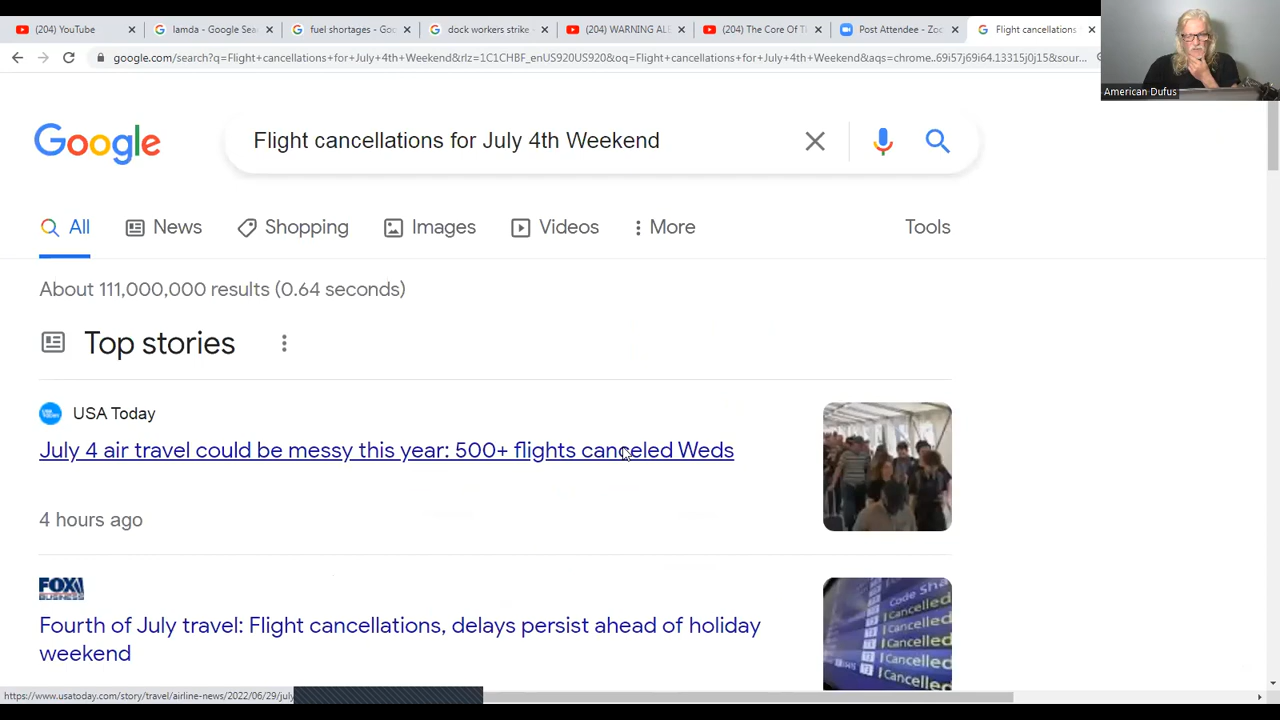 (204) YouTube
lamda - Google Sea
fuel shortages - Goo
dock workers strike
(204) WARNING ALE
(204) The Core Of Th
Post Attendee - Zoo
Flight cancellations
google.com/search?q=Flight+cancellations+for+July+4th+Weekend&rlz=1C1CHBF_enUS920US920&oq=Flight+cancellations+for+July+4th+Weekend&aqs=chrome..69i57j69i64.13315j0j15&sour...
American Dufus
Google
Flight cancellations for July 4th Weekend
All
News
Shopping
Images
Videos
More
Tools
About 111,000,000 results (0.64 seconds)
Top stories
USA Today
July 4 air travel could be messy this year: 500+ flights canceled Weds
4 hours ago
FOX
BUSINESS
Code Sha
Cancelled
Cancelled
Cancelled
Cancelled
Cancelled
Fourth of July travel: Flight cancellations, delays persist ahead of holiday
weekend
https://www.usatoday.com/story/travel/airline-news/2022/06/29/july